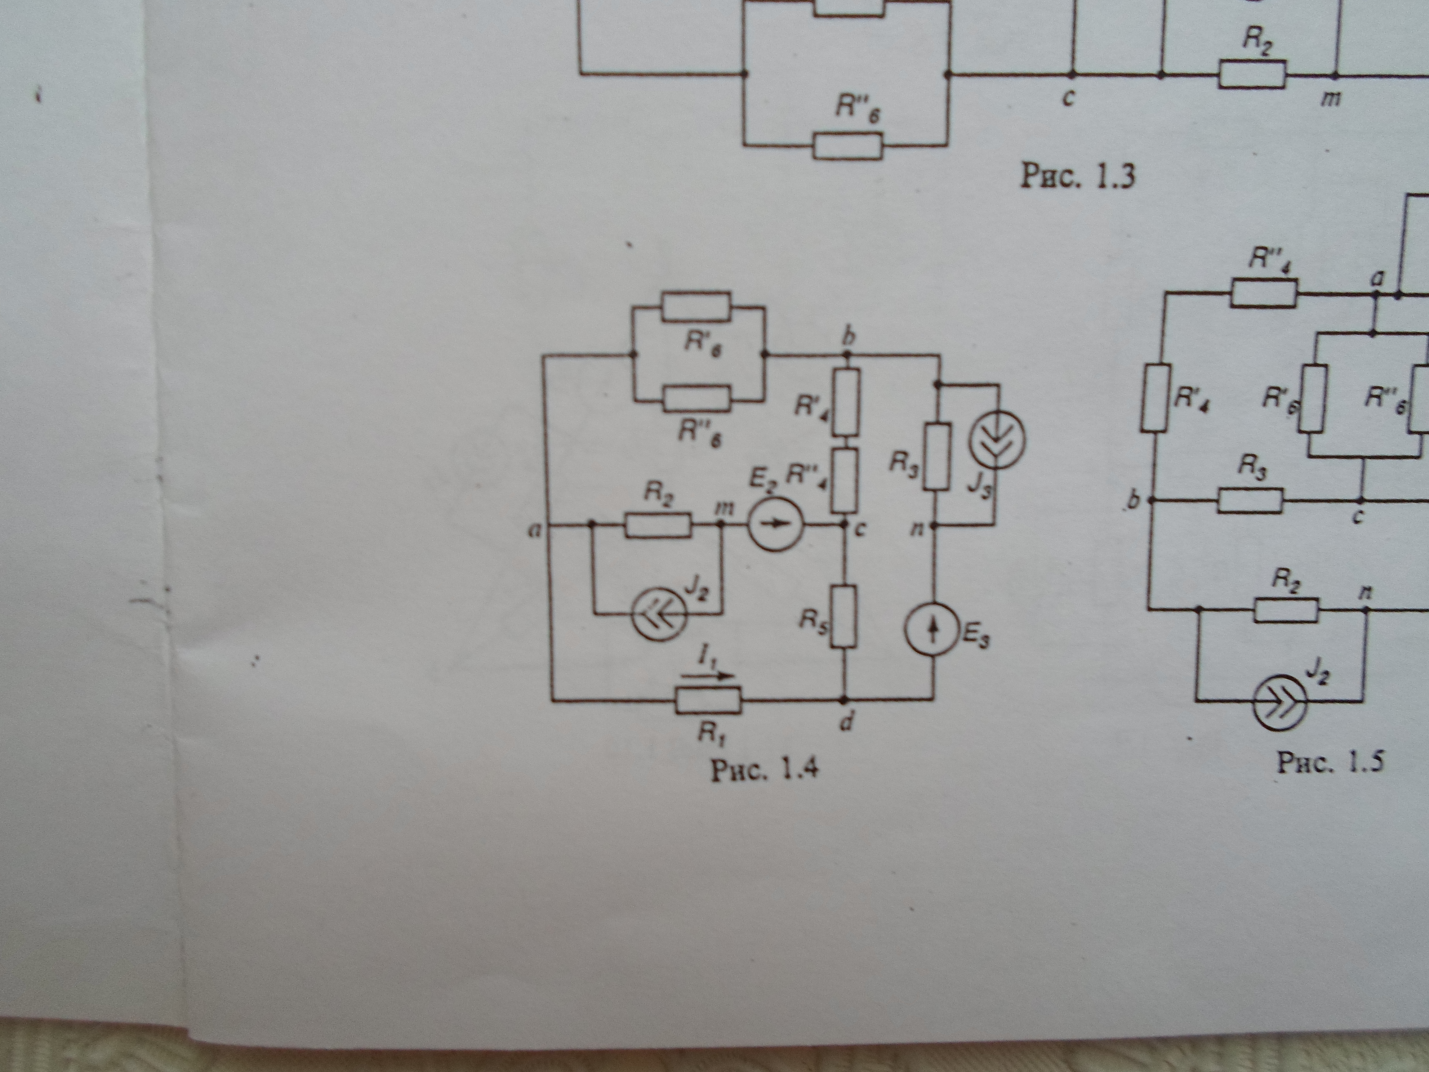 R₂
c
m
R"₆
Рис. 1.3
R"₄
a
R'₄
R'₆
R"₆
b
R₃
c
R₂
n
J₂
Рис. 1.5
R'₆
b
R"₆
R'₄
R"₄
R₃
J₃
R₂
m
E₂
a
c
n
J₂
R₅
E₃
I₁
R₁
d
Рис. 1.4